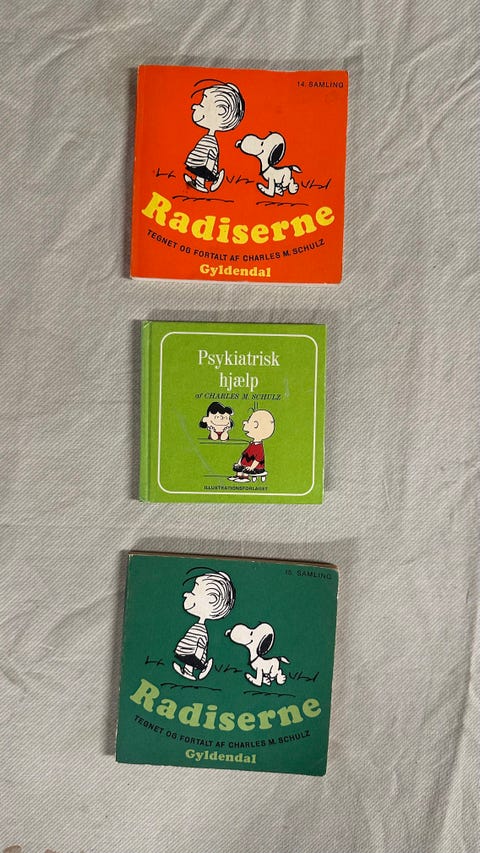 14. SAMLING
Radiserne
TEGNET OG FORTALT AF CHARLES M. SCHULZ
Gyldendal
Psykiatrisk
hjælp
af CHARLES M. SCHULZ
ILLUSTRATIONSFORLAGET
15. SAMLING
Radiserne
TEGNET OG FORTALT AF CHARLES M. SCHULZ
Gyldendal